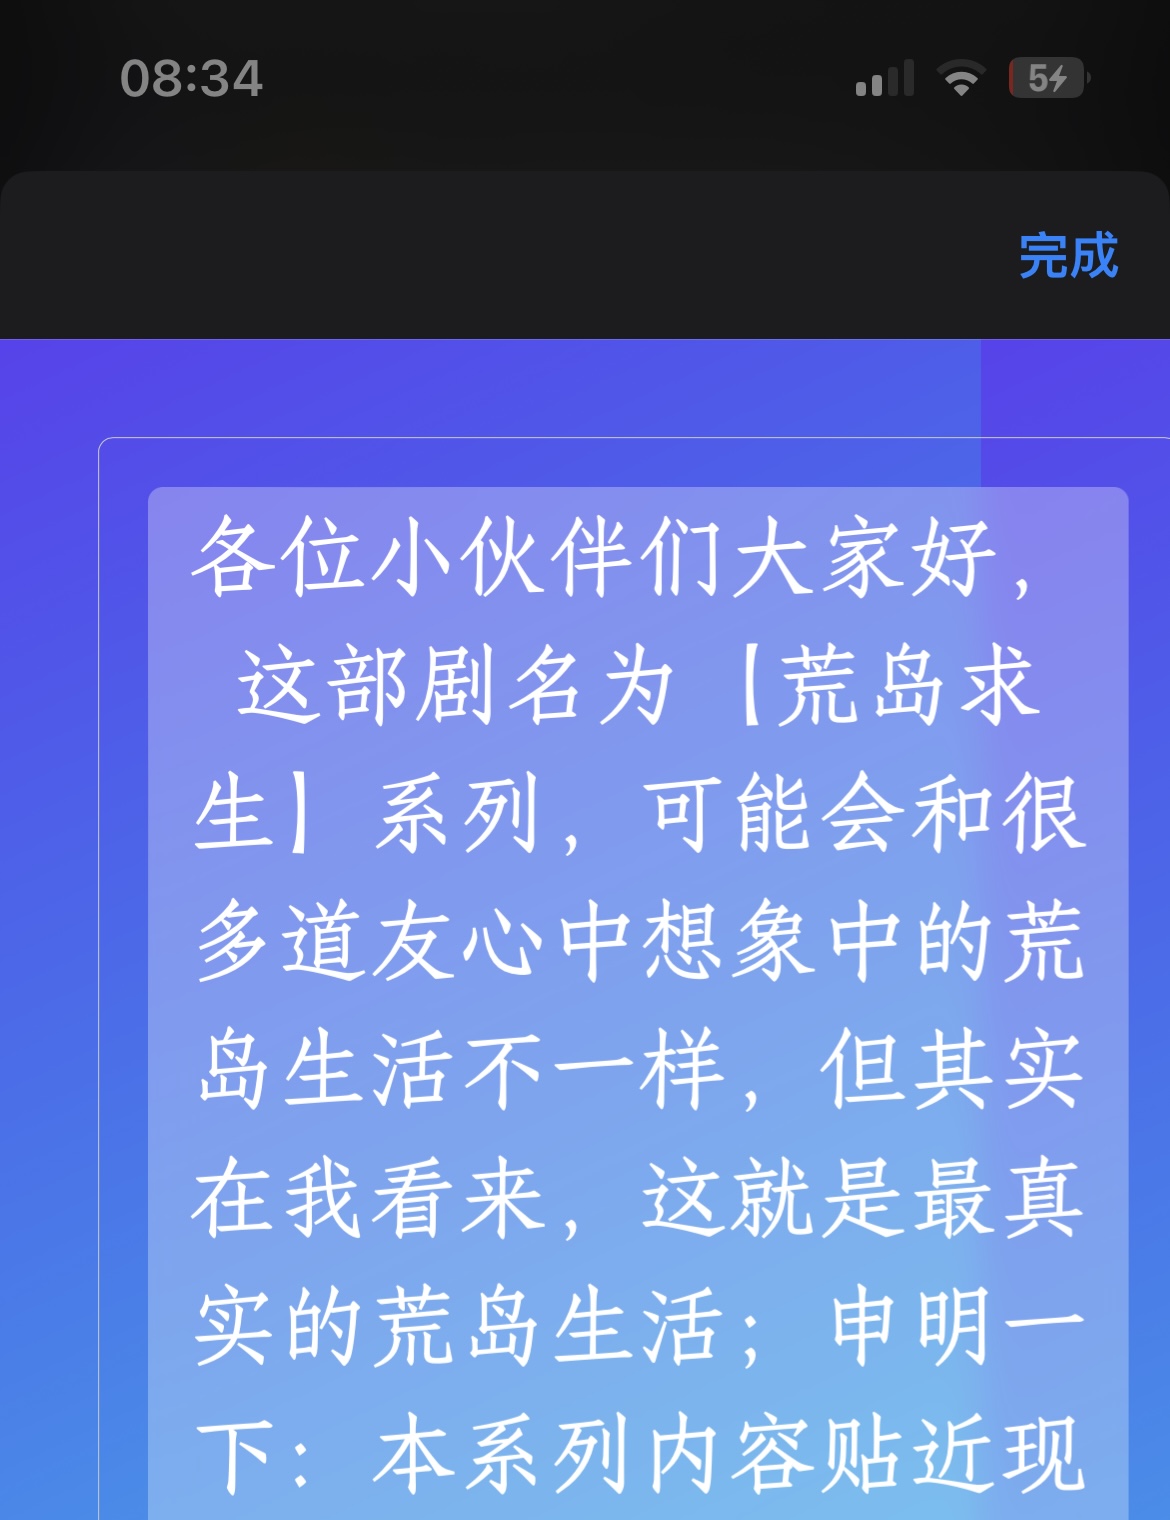 08:34
5
完成
各位小伙伴们大家好，
这部剧名为【荒岛求
生】系列，可能会和很
多道友心中想象中的荒
岛生活不一样，但其实
在我看来，这就是最真
实的荒岛生活；申明一
下：本系列内容贴近现